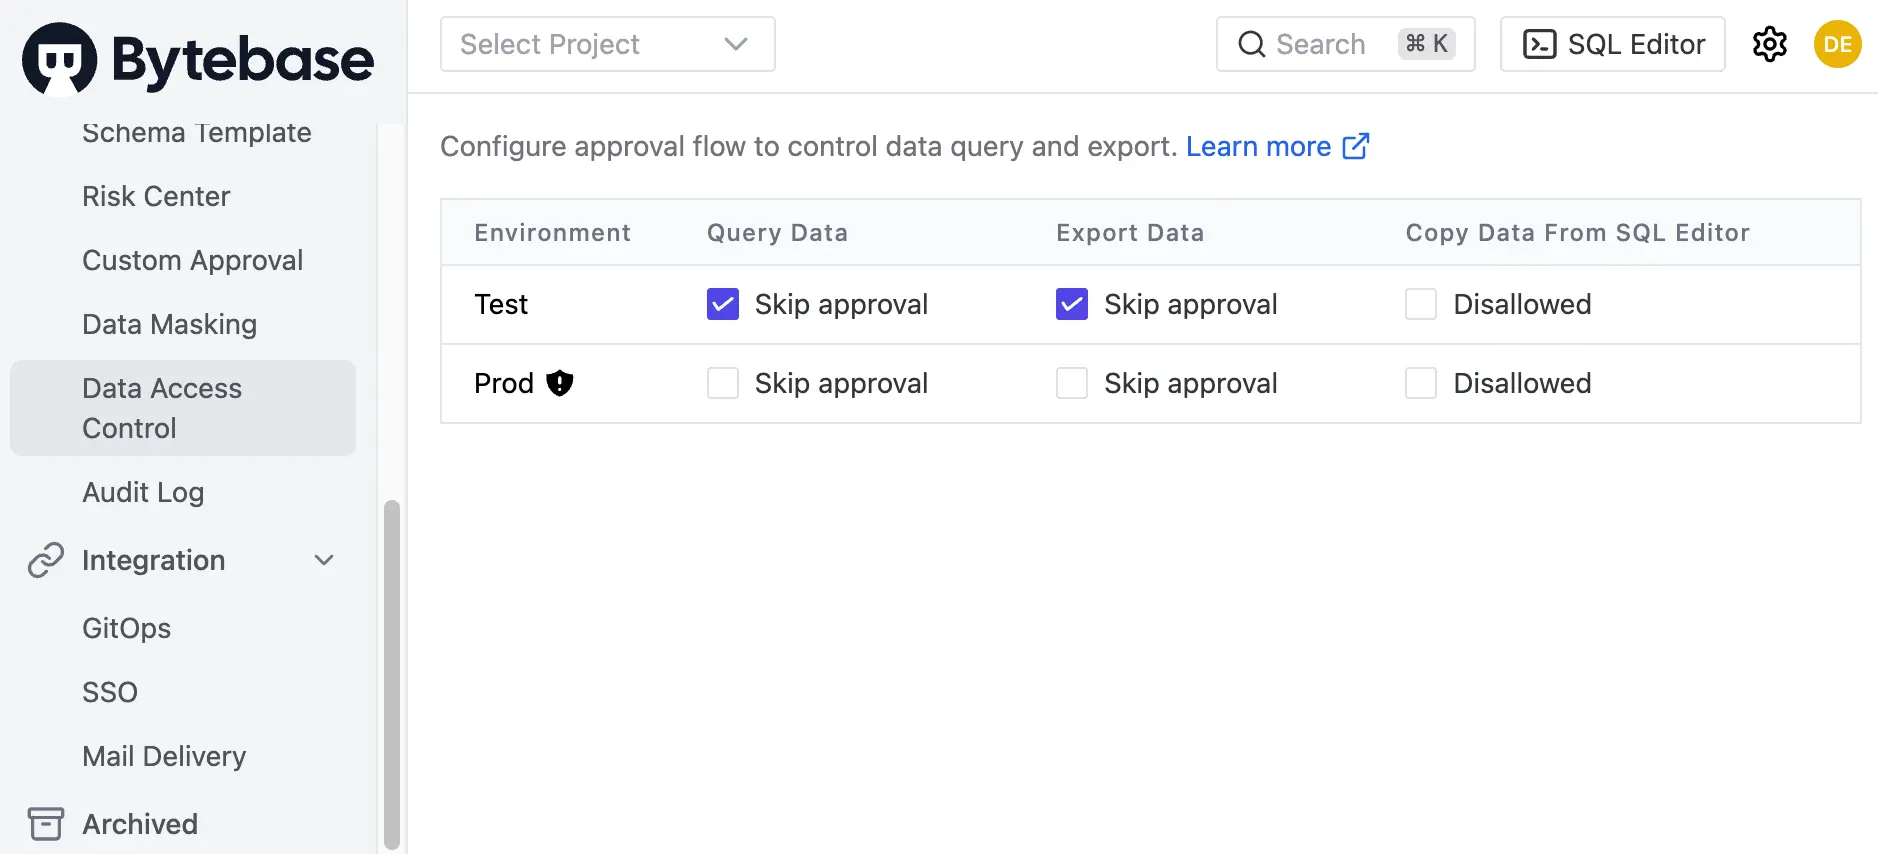 Bytebase
Select Project
Search
⌘ K
SQL Editor
DE
Schema Template
Risk Center
Custom Approval
Data Masking
Data Access
Control
Audit Log
Integration
GitOps
SSO
Mail Delivery
Archived
Configure approval flow to control data query and export. Learn more
Environment Query Data Export Data Copy Data From SQL Editor
Test Skip approval Skip approval Disallowed
Prod Skip approval Skip approval Disallowed